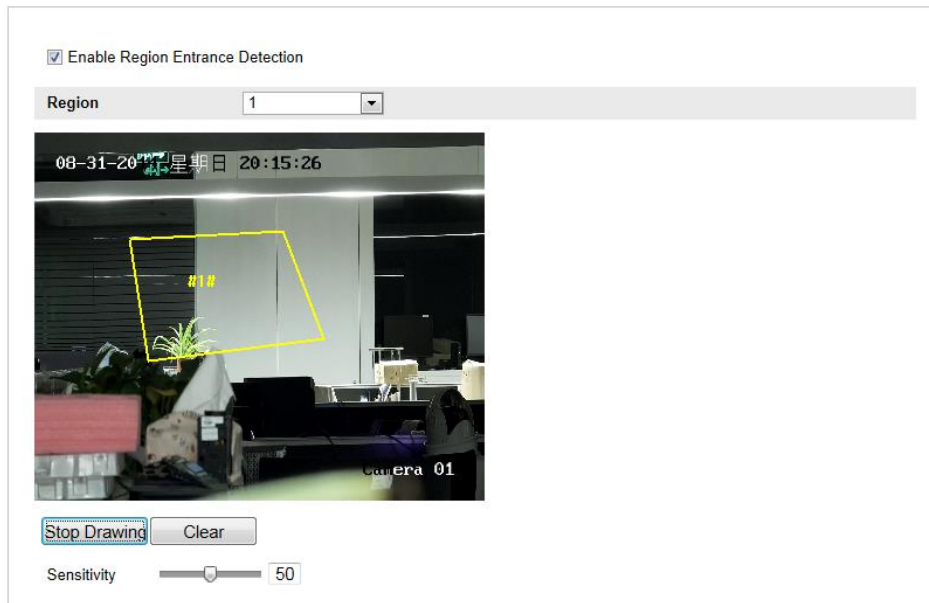 Enable Region Entrance Detection
Region 1
08-31-20 星期日 20:15:26
#1#
Camera 01
Stop Drawing Clear
Sensitivity 50